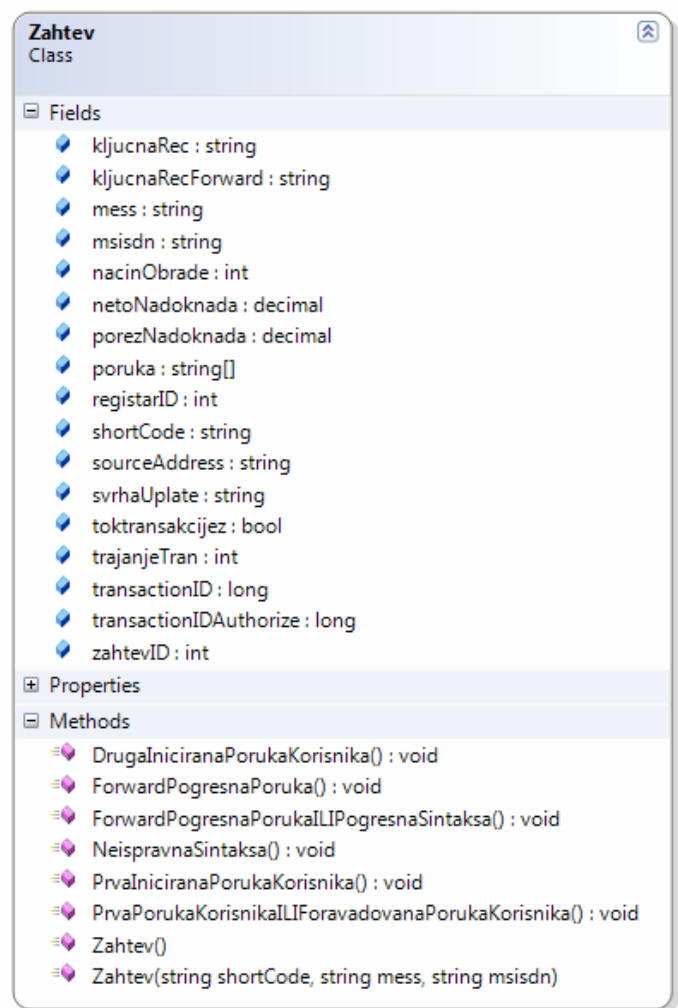 Zahtev
Class
Fields
kljucnaRec : string
kljucnaRecForward : string
mess : string
msisdn : string
nacinObrade : int
netoNadoknada : decimal
porezNadoknada : decimal
poruka : string[]
registarID : int
shortCode : string
sourceAddress : string
svrhaUplate : string
toktransakcijez : bool
trajanjeTran : int
transactionID : long
transactionIDAuthorize : long
zahtevID : int
Properties
Methods
DrugaIniciranaPorukaKorisnika() : void
ForwardPogresnaPoruka() : void
ForwardPogresnaPorukaILIPogresnaSintaksa() : void
NeispravnaSintaksa() : void
PrvaIniciranaPorukaKorisnika() : void
PrvaPorukaKorisnikaILIForavadovanaPorukaKorisnika() : void
Zahtev()
Zahtev(string shortCode, string mess, string msisdn)